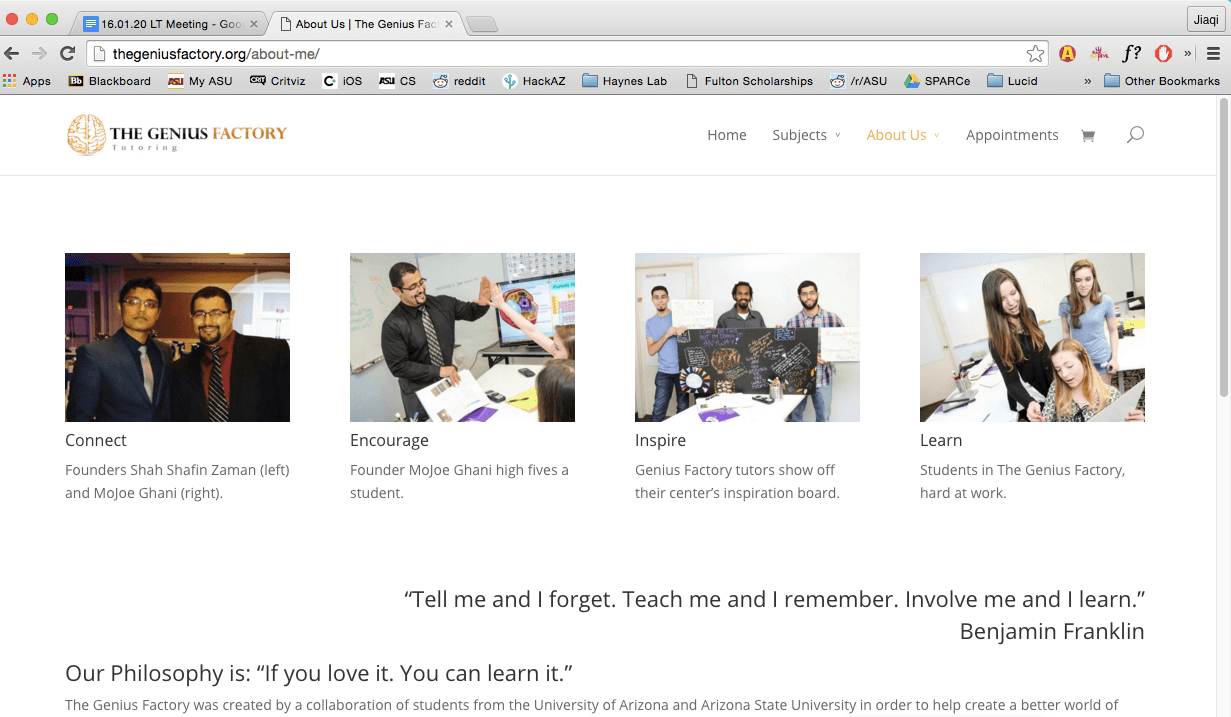 16.01.20 LT Meeting - Goo
About Us | The Genius Fac
Jiaqi
thegeniusfactory.org/about-me/
f?
»
Apps
Bb Blackboard
ASU My ASU
Critviz
C iOS
ASU CS
reddit
HackAZ
Haynes Lab
Fulton Scholarships
/r/ASU
SPARCe
Lucid
»
Other Bookmarks
THE GENIUS FACTORY
Tutoring
Home
Subjects
About Us
Appointments
Connect
Founders Shah Shafin Zaman (left)
and MoJoe Ghani (right).
Encourage
Founder MoJoe Ghani high fives a
student.
Inspire
Genius Factory tutors show off
their center’s inspiration board.
Learn
Students in The Genius Factory,
hard at work.
“Tell me and I forget. Teach me and I remember. Involve me and I learn.”
Benjamin Franklin
Our Philosophy is: “If you love it. You can learn it.”
The Genius Factory was created by a collaboration of students from the University of Arizona and Arizona State University in order to help create a better world of